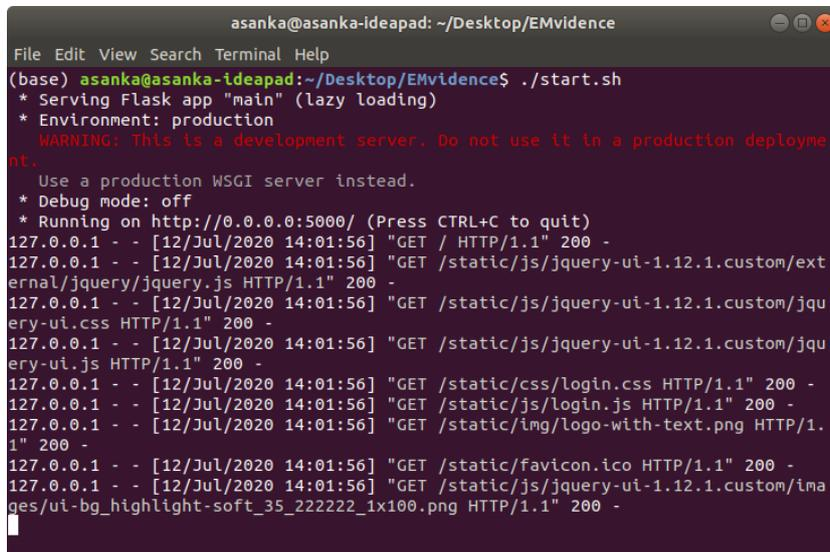 asanka@asanka-ideapad: ~/Desktop/EMvidence
File Edit View Search Terminal Help
(base) asanka@asanka-ideapad:~/Desktop/EMvidence$ ./start.sh
 * Serving Flask app "main" (lazy loading)
 * Environment: production
   WARNING: This is a development server. Do not use it in a production deployme
nt.
   Use a production WSGI server instead.
 * Debug mode: off
 * Running on http://0.0.0.0:5000/ (Press CTRL+C to quit)
127.0.0.1 - - [12/Jul/2020 14:01:56] "GET / HTTP/1.1" 200 -
127.0.0.1 - - [12/Jul/2020 14:01:56] "GET /static/js/jquery-ui-1.12.1.custom/ext
ernal/jquery/jquery.js HTTP/1.1" 200 -
127.0.0.1 - - [12/Jul/2020 14:01:56] "GET /static/js/jquery-ui-1.12.1.custom/jqu
ery-ui.css HTTP/1.1" 200 -
127.0.0.1 - - [12/Jul/2020 14:01:56] "GET /static/js/jquery-ui-1.12.1.custom/jqu
ery-ui.js HTTP/1.1" 200 -
127.0.0.1 - - [12/Jul/2020 14:01:56] "GET /static/css/login.css HTTP/1.1" 200 -
127.0.0.1 - - [12/Jul/2020 14:01:56] "GET /static/js/login.js HTTP/1.1" 200 -
127.0.0.1 - - [12/Jul/2020 14:01:56] "GET /static/img/logo-with-text.png HTTP/1.
1" 200 -
127.0.0.1 - - [12/Jul/2020 14:01:56] "GET /static/favicon.ico HTTP/1.1" 200 -
127.0.0.1 - - [12/Jul/2020 14:01:56] "GET /static/js/jquery-ui-1.12.1.custom/ima
ges/ui-bg_highlight-soft_35_222222_1x100.png HTTP/1.1" 200 -